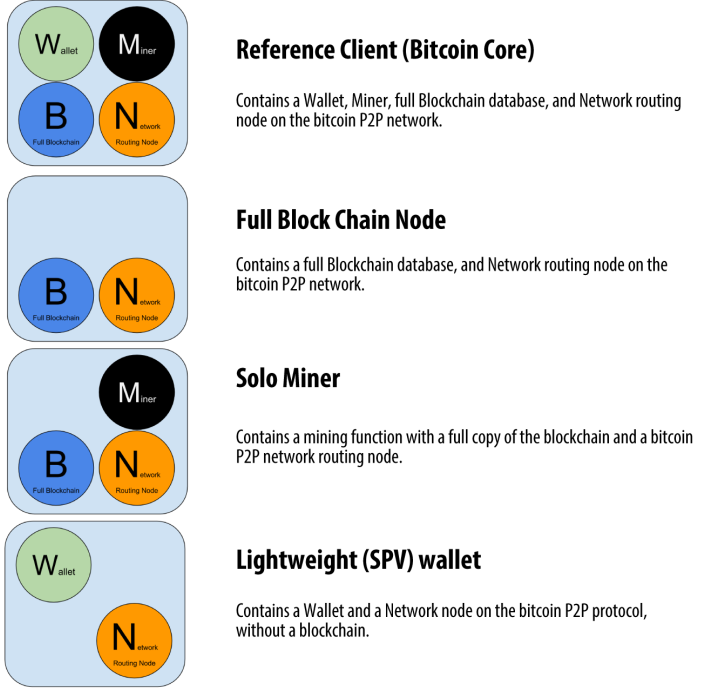 Wallet Miner
B Network
Full Blockchain Routing Node
Reference Client (Bitcoin Core)
Contains a Wallet, Miner, full Blockchain database, and Network routing
node on the bitcoin P2P network.
B Network
Full Blockchain Routing Node
Full Block Chain Node
Contains a full Blockchain database, and Network routing node on the
bitcoin P2P network.
Miner
B Network
Full Blockchain Routing Node
Solo Miner
Contains a mining function with a full copy of the blockchain and a bitcoin
P2P network routing node.
Wallet
Network
Routing Node
Lightweight (SPV) wallet
Contains a Wallet and a Network node on the bitcoin P2P protocol,
without a blockchain.